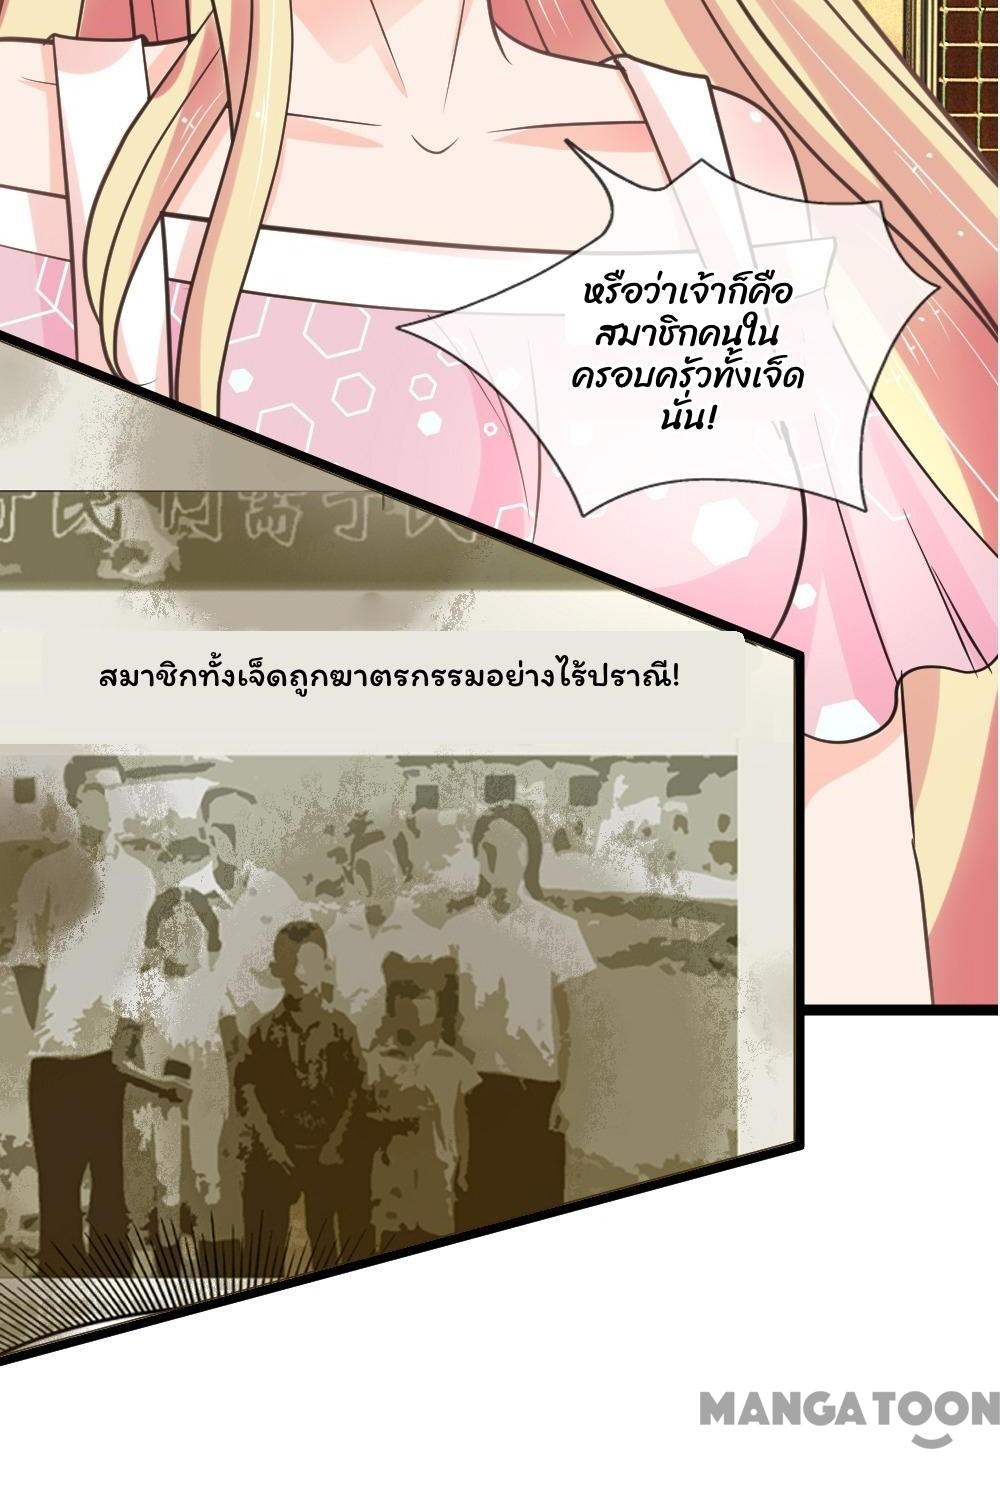 หรือว่าเจ้าก็คือ
สมาชิกคนใน
ครอบครัวทั้งเจ็ด
นั่น!
สมาชิกทั้งเจ็ดถูกฆาตรกรรมอย่างไร้ปราณี!
MANGATOON